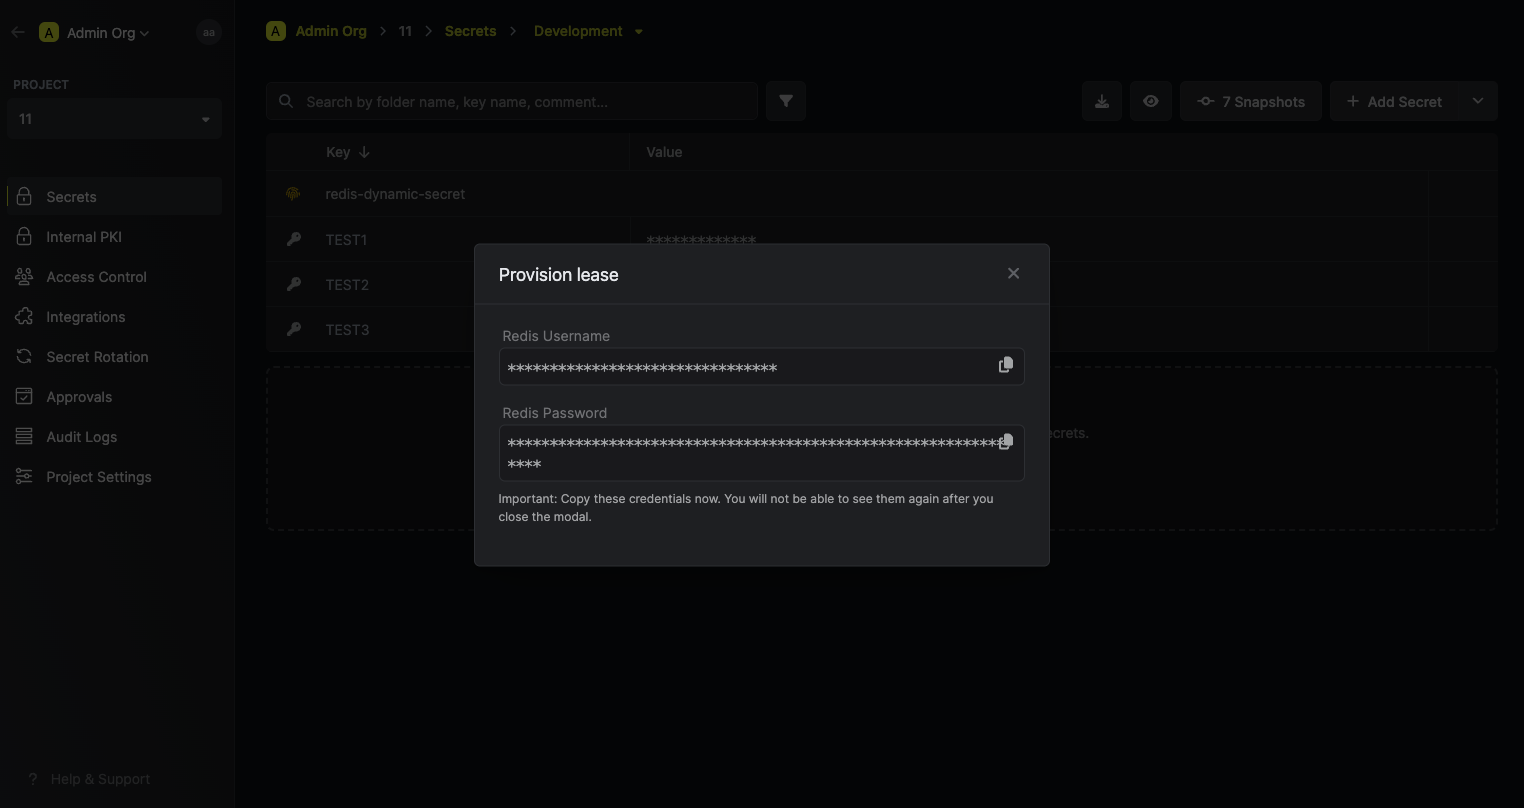 A Admin Org
aa
A Admin Org > 11 > Secrets > Development
PROJECT
11
Search by folder name, key name, comment...
7 Snapshots
+ Add Secret
Key
Value
Secrets
Internal PKI
Access Control
Integrations
Secret Rotation
Approvals
Audit Logs
Project Settings
redis-dynamic-secret
TEST1
*************
TEST2
TEST3
ecrets.
Provision lease
Redis Username
********************************
Redis Password
Important: Copy these credentials now. You will not be able to see them again after you
close the modal.
? Help & Support